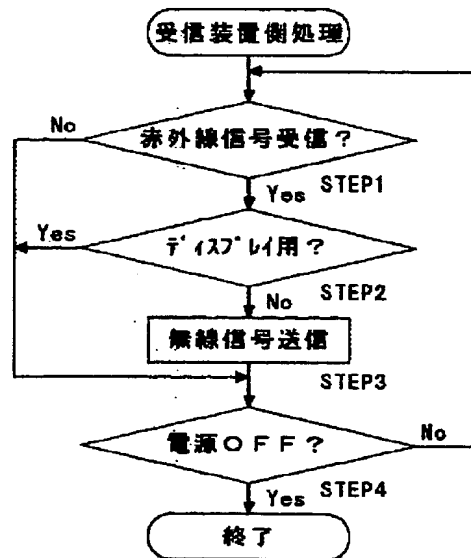 受信装置側処理
No
赤外線信号受信？
Yes
STEP1
Yes
ﾃﾞｨｽﾌﾟﾚｲ用？
No
STEP2
無線信号送信
STEP3
電源ＯＦＦ？
No
Yes
STEP4
終了